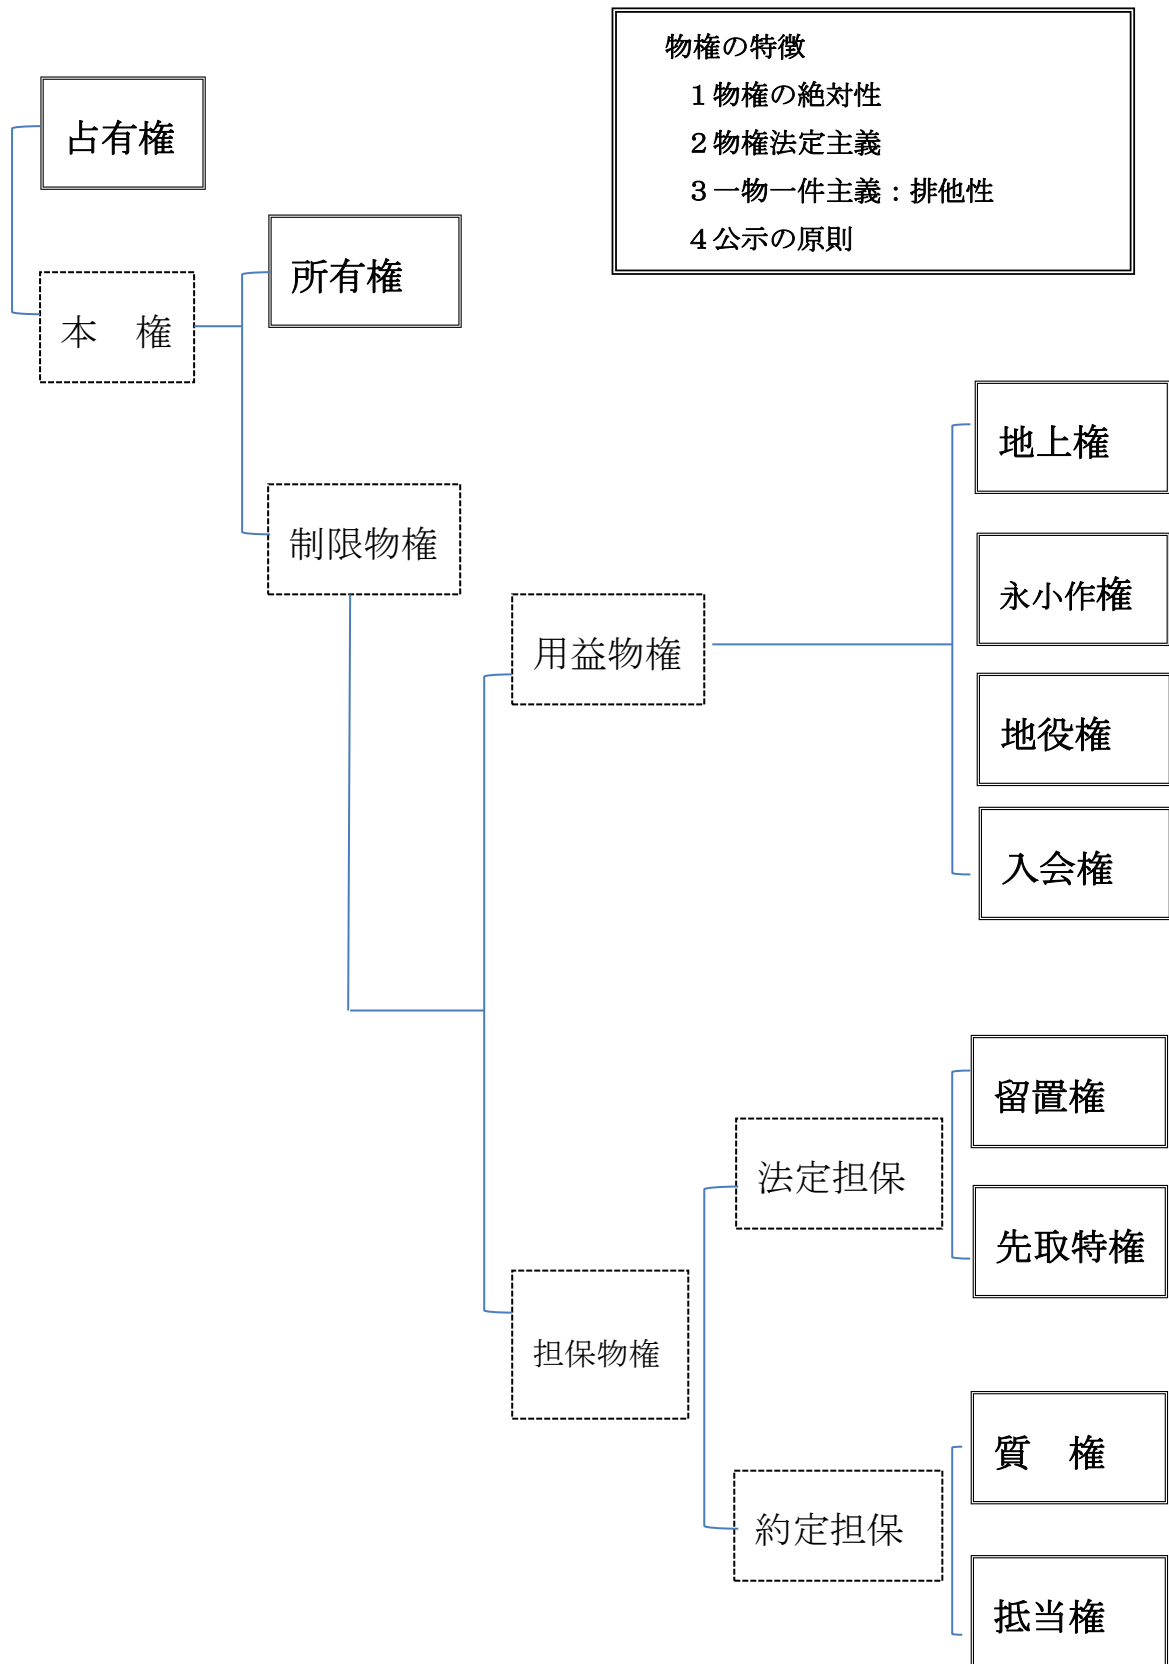 物権の特徴
１物権の絶対性
２物権法定主義
３一物一件主義：排他性
４公示の原則
占有権
本　権
所有権
制限物権
用益物権
地上権
永小作権
地役権
入会権
担保物権
法定担保
留置権
先取特権
約定担保
質　権
抵当権